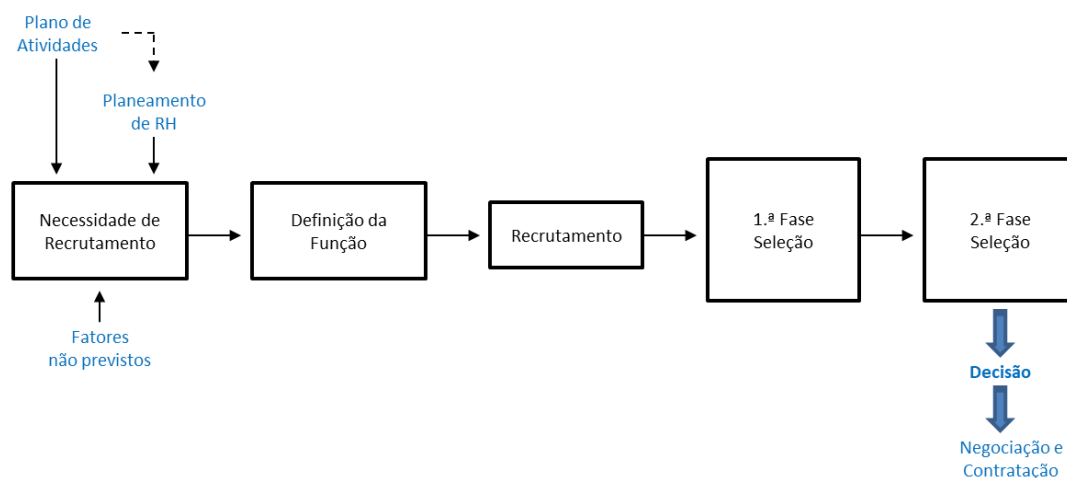 Plano de
Atividades
Planeamento
de RH
Necessidade de
Recrutamento
Definição da
Função
Recrutamento
1.ª Fase
Seleção
2.ª Fase
Seleção
Fatores
não previstos
Decisão
Negociação e
Contratação